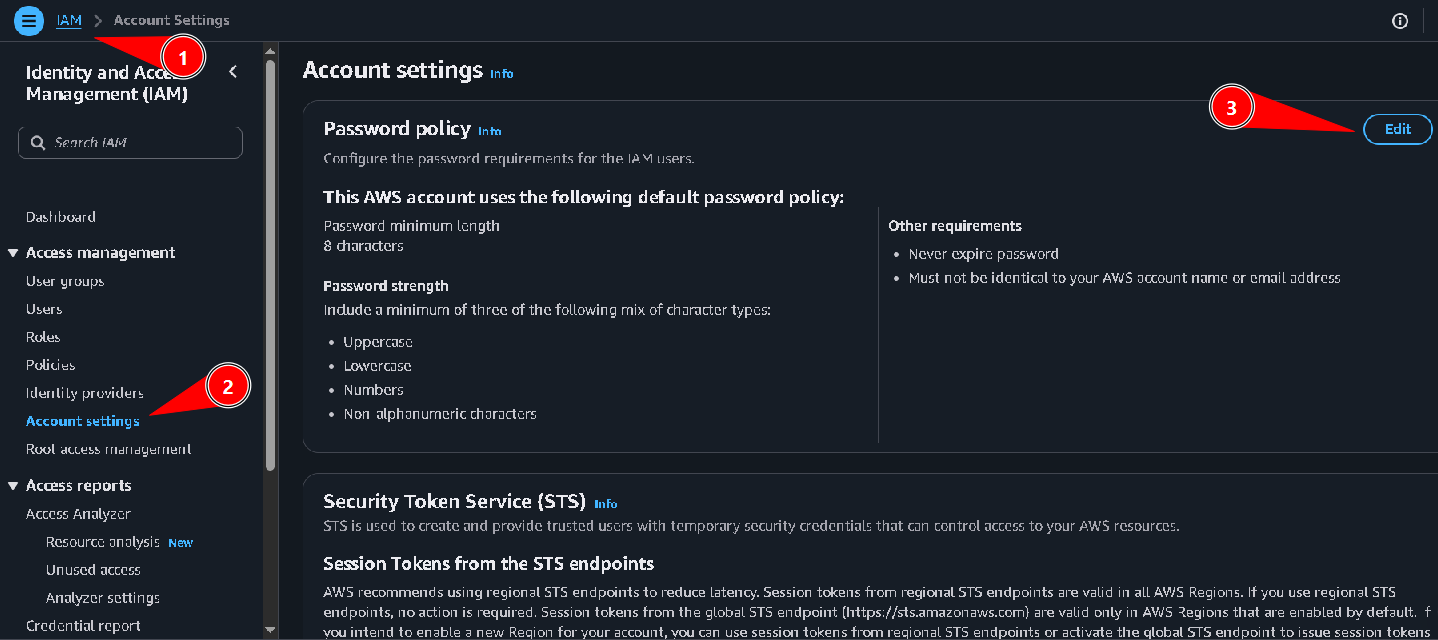 IAM > Account Settings
1
Identity and Acce
Management (IAM)
Search IAM
Dashboard
Access management
User groups
Users
Roles
Policies
Identity providers
2
Account settings
Root access management
Access reports
Access Analyzer
Resource analysis New
Unused access
Analyzer settings
Credential report
Account settings Info
3
Password policy Info
Edit
Configure the password requirements for the IAM users.
This AWS account uses the following default password policy:
Password minimum length
8 characters
Password strength
Include a minimum of three of the following mix of character types:
• Uppercase
• Lowercase
• Numbers
• Non-alphanumeric characters
Other requirements
• Never expire password
• Must not be identical to your AWS account name or email address
Security Token Service (STS) Info
STS is used to create and provide trusted users with temporary security credentials that can control access to your AWS resources.
Session Tokens from the STS endpoints
AWS recommends using regional STS endpoints to reduce latency. Session tokens from regional STS endpoints are valid in all AWS Regions. If you use regional STS
endpoints, no action is required. Session tokens from the global STS endpoint (https://sts.amazonaws.com) are valid only in AWS Regions that are enabled by default. f
you intend to enable a new Region for your account, you can use session tokens from regional STS endpoints or activate the global STS endpoint to issue session tokens